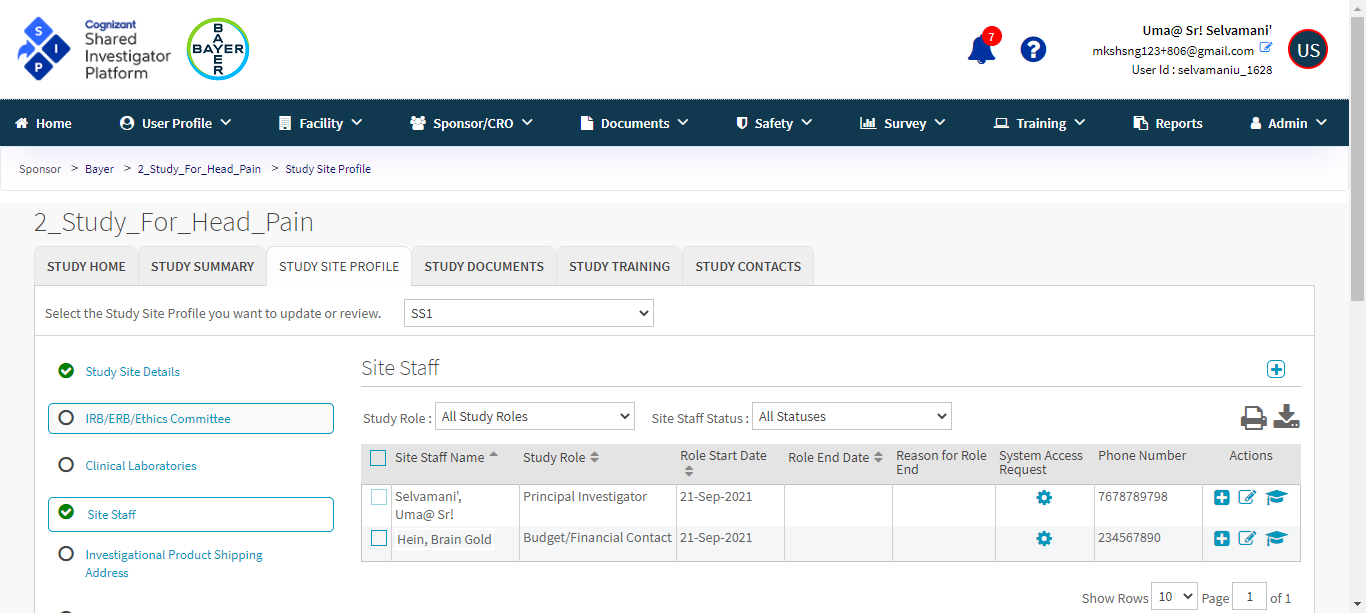 S
I
P
Cognizant
Shared
Investigator
Platform
BAYER
BAYER
7
?
Uma@ Sr! Selvamani'
mkshsng123+806@gmail.com
User Id : selvamaniu_1628
US
Home
User Profile
Facility
Sponsor/CRO
Documents
Safety
Survey
Training
Reports
Admin
Sponsor > Bayer > 2_Study_For_Head_Pain > Study Site Profile
2_Study_For_Head_Pain
STUDY HOME
STUDY SUMMARY
STUDY SITE PROFILE
STUDY DOCUMENTS
STUDY TRAINING
STUDY CONTACTS
Select the Study Site Profile you want to update or review.
SS1
Study Site Details
IRB/ERB/Ethics Committee
Clinical Laboratories
Site Staff
Investigational Product Shipping
Address
Site Staff
Study Role :
All Study Roles
Site Staff Status :
All Statuses
Site Staff Name
Study Role
Role Start Date
Role End Date
Reason for Role
End
System Access
Request
Phone Number
Actions
Selvamani',
Uma@ Sr!
Principal Investigator
21-Sep-2021
7678789798
Hein, Brain Gold
Budget/Financial Contact
21-Sep-2021
234567890
Show Rows
10
Page
1
of 1